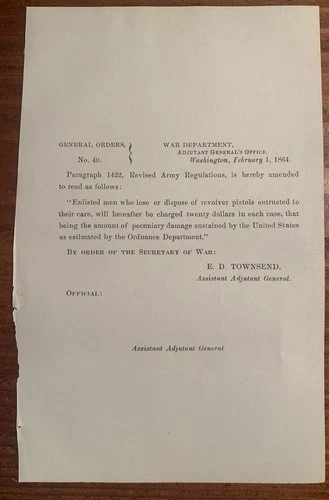 GENERAL ORDERS, WAR DEPARTMENT,
ADJUTANT GENERAL'S OFFICE,
No. 40. Washington, February 1, 1864.
Paragraph 1422, Revised Army Regulations, is hereby amended
to read as follows:
"Enlisted men who lose or dispose of revolver pistols entrusted to
their care, will hereafter be charged twenty dollars in each case, that
being the amount of pecuniary damage sustained by the United States
as estimated by the Ordnance Department."
BY ORDER OF THE SECRETARY OF WAR:
E. D. TOWNSEND,
Assistant Adjutant General.
OFFICIAL:
Assistant Adjutant General.